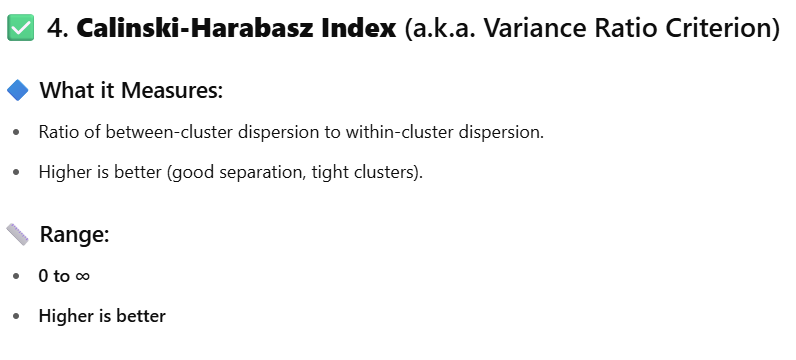 ✅ 4. Calinski-Harabasz Index (a.k.a. Variance Ratio Criterion)
🔷 What it Measures:
• Ratio of between-cluster dispersion to within-cluster dispersion.
• Higher is better (good separation, tight clusters).
📏 Range:
• 0 to ∞
• Higher is better